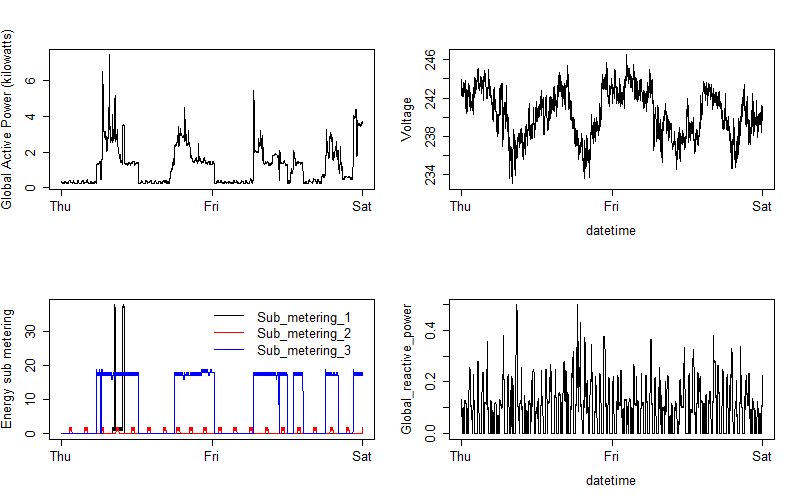 Global Active Power (kilowatts)
6
4
2
0
Thu
Fri
Sat
Voltage
246
242
238
234
Thu
Fri
Sat
datetime
Energy sub metering
30
20
10
0
Sub_metering_1
Sub_metering_2
Sub_metering_3
Thu
Fri
Sat
Global_reactive_power
0.4
0.2
0.0
Thu
Fri
Sat
datetime